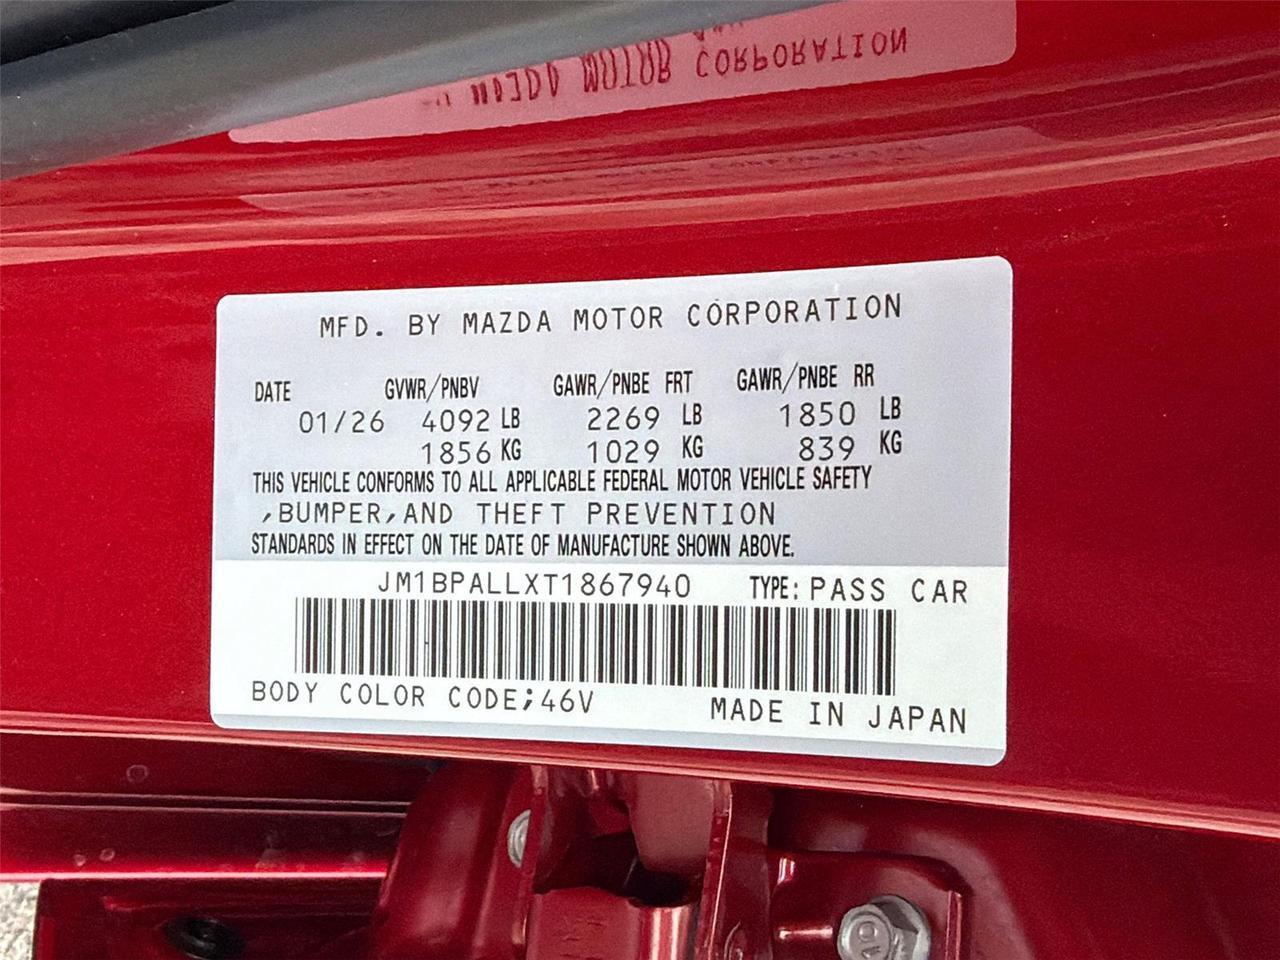 MFD. BY MAZDA MOTOR CORPORATION
DATE GVWR/PNBV GAWR/PNBE FRT GAWR/PNBE RR
01/26 4092 LB 2269 LB 1850 LB
1856 KG 1029 KG 839 KG
THIS VEHICLE CONFORMS TO ALL APPLICABLE FEDERAL MOTOR VEHICLE SAFETY
,BUMPER,AND THEFT PREVENTION
STANDARDS IN EFFECT ON THE DATE OF MANUFACTURE SHOWN ABOVE.
JM1BPALLXT1867940 TYPE: PASS CAR
BODY COLOR CODE;46V MADE IN JAPAN